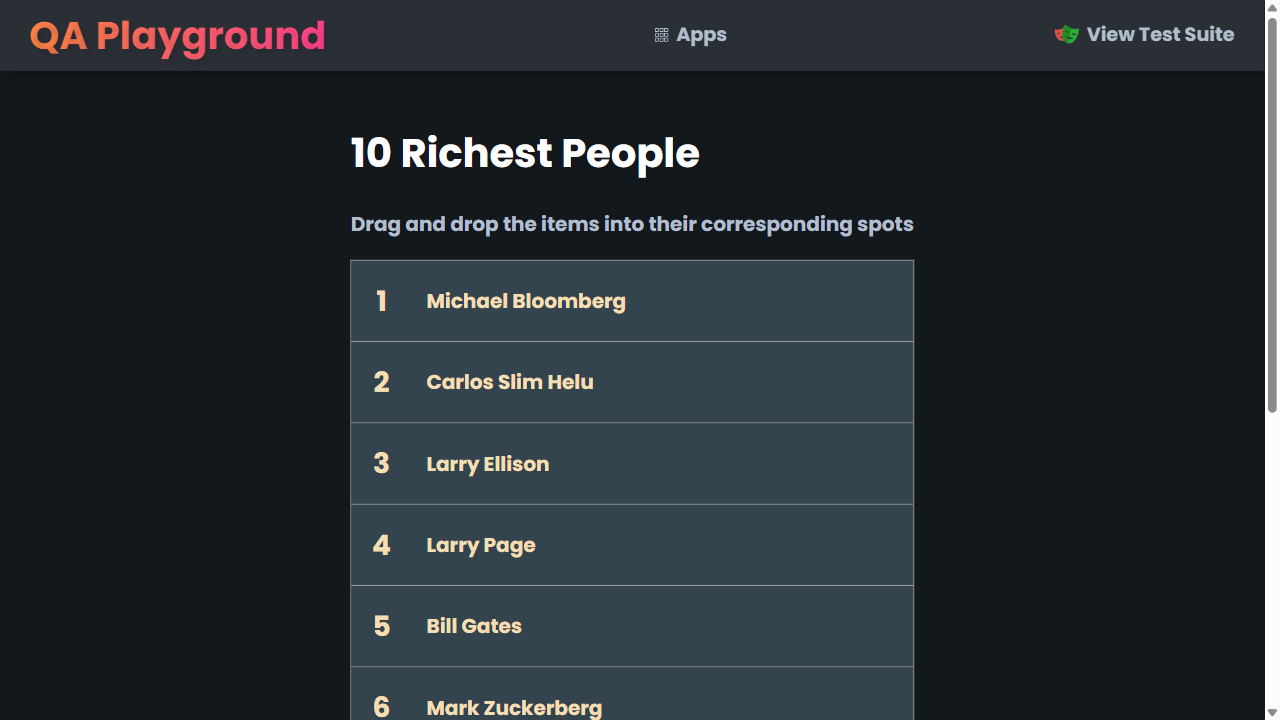 QA Playground
Apps
View Test Suite
10 Richest People
Drag and drop the items into their corresponding spots
1 Michael Bloomberg
2 Carlos Slim Helu
3 Larry Ellison
4 Larry Page
5 Bill Gates
6 Mark Zuckerberg